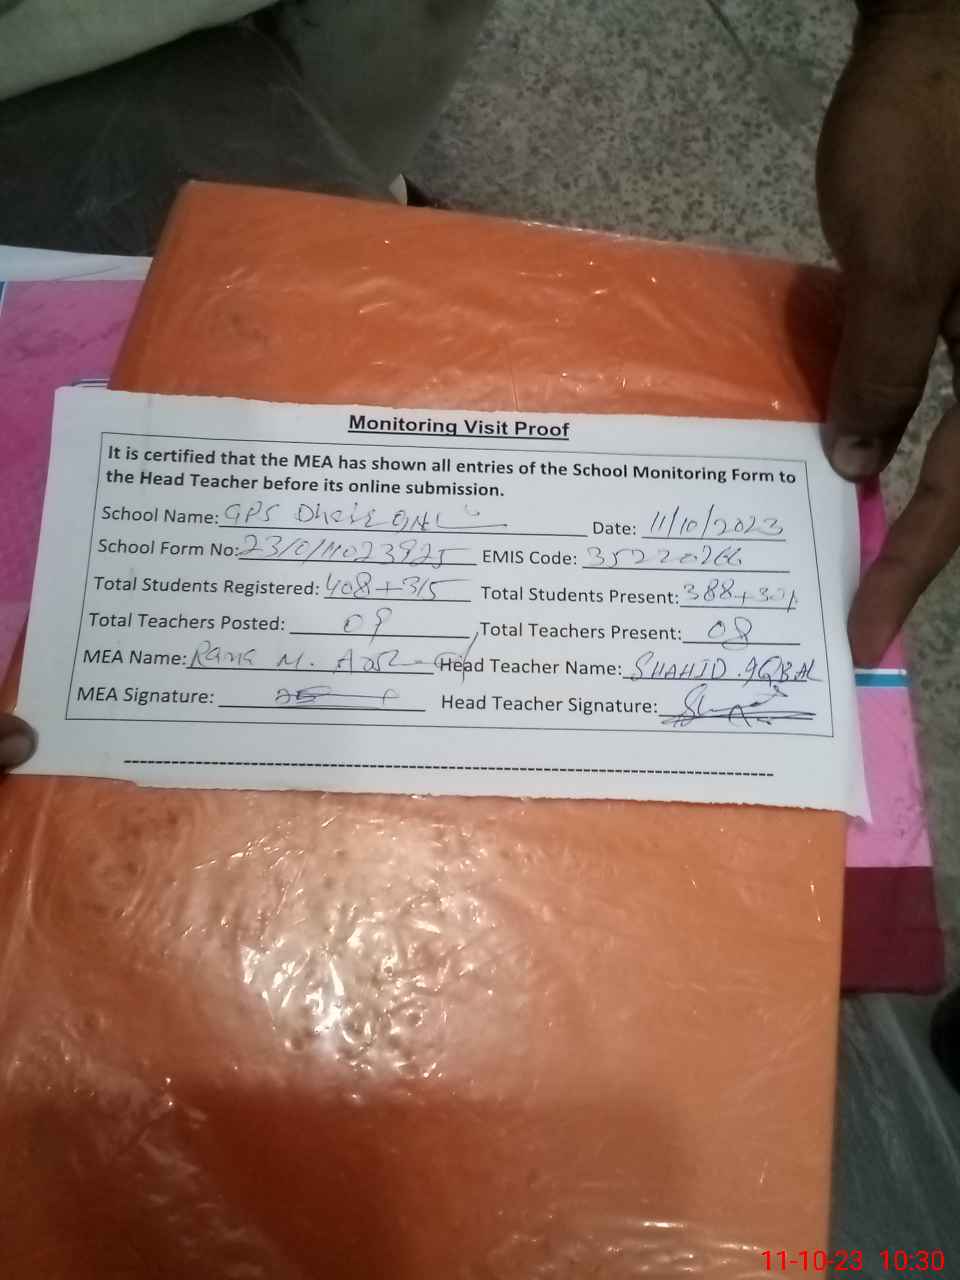 Monitoring Visit Proof
It is certified that the MEA has shown all entries of the School Monitoring Form to
the Head Teacher before its online submission.
School Name: GPS Date: 11/10/2023
School Form No: EMIS Code: 35220266
Total Students Registered: 408+315 Total Students Present: 388+
Total Teachers Posted: 09 Total Teachers Present: 08
MEA Name: Rana M. Head Teacher Name: SHAHID IQBAL
MEA Signature: Head Teacher Signature:
11-10-23 10:30